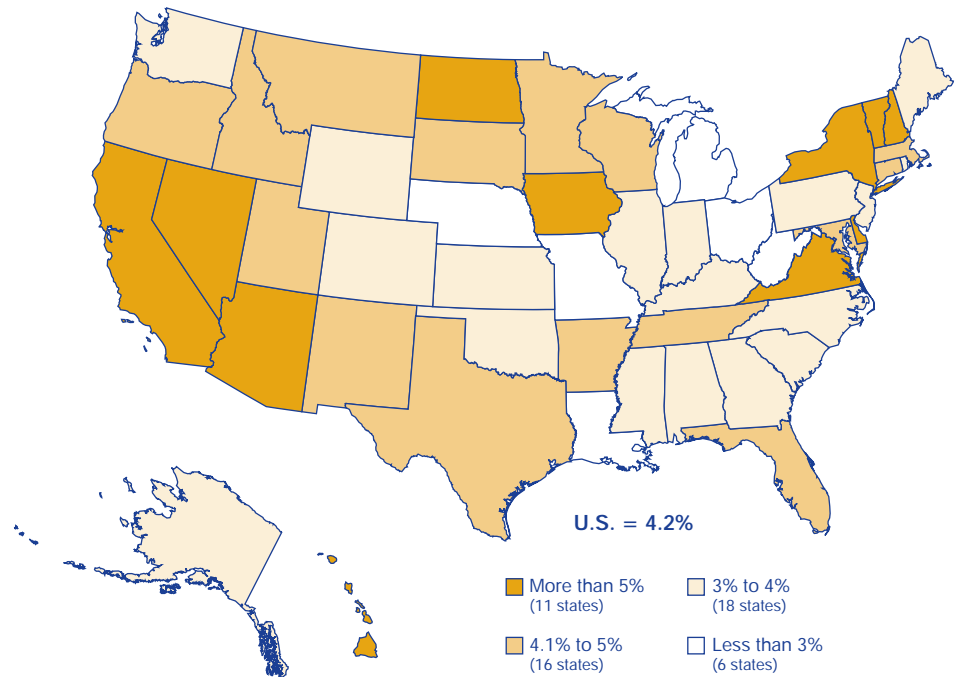 U.S. = 4.2%
More than 5%
(11 states)
3% to 4%
(18 states)
4.1% to 5%
(16 states)
Less than 3%
(6 states)